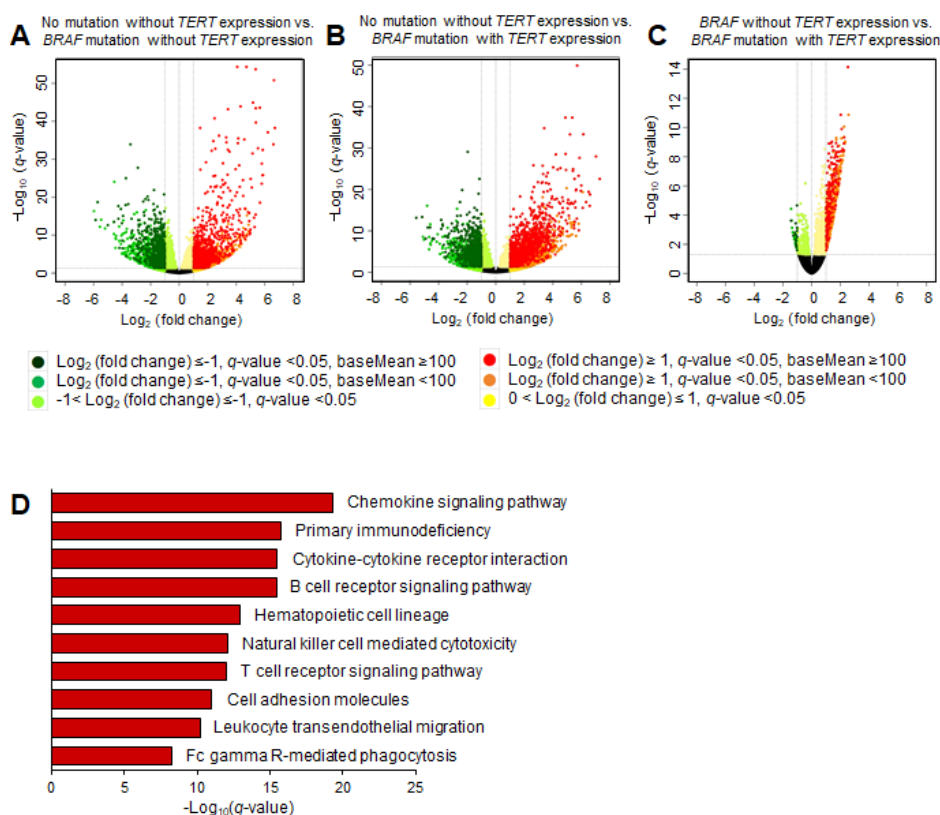 A
No mutation without TERT expression vs.
BRAF mutation without TERT expression
-Log10 (q-value)
50
40
30
20
10
0
-8 -6 -4 -2 0 2 4 6 8
Log2 (fold change)
B
No mutation without TERT expression vs.
BRAF mutation with TERT expression
-Log10 (q-value)
50
40
30
20
10
0
-8 -6 -4 -2 0 2 4 6 8
Log2 (fold change)
C
BRAF without TERT expression vs.
BRAF mutation with TERT expression
-Log10 (q-value)
14
12
10
8
6
4
2
0
-8 -6 -4 -2 0 2 4 6 8
Log2 (fold change)
Log2 (fold change) ≤-1, q-value <0.05, baseMean ≥100
Log2 (fold change) ≤-1, q-value <0.05, baseMean <100
-1< Log2 (fold change) ≤-1, q-value <0.05
Log2 (fold change) ≥ 1, q-value <0.05, baseMean ≥100
Log2 (fold change) ≥ 1, q-value <0.05, baseMean <100
0 < Log2 (fold change) ≤ 1, q-value <0.05
D
Chemokine signaling pathway
Primary immunodeficiency
Cytokine-cytokine receptor interaction
B cell receptor signaling pathway
Hematopoietic cell lineage
Natural killer cell mediated cytotoxicity
T cell receptor signaling pathway
Cell adhesion molecules
Leukocyte transendothelial migration
Fc gamma R-mediated phagocytosis
0 5 10 15 20 25
-Log10(q-value)